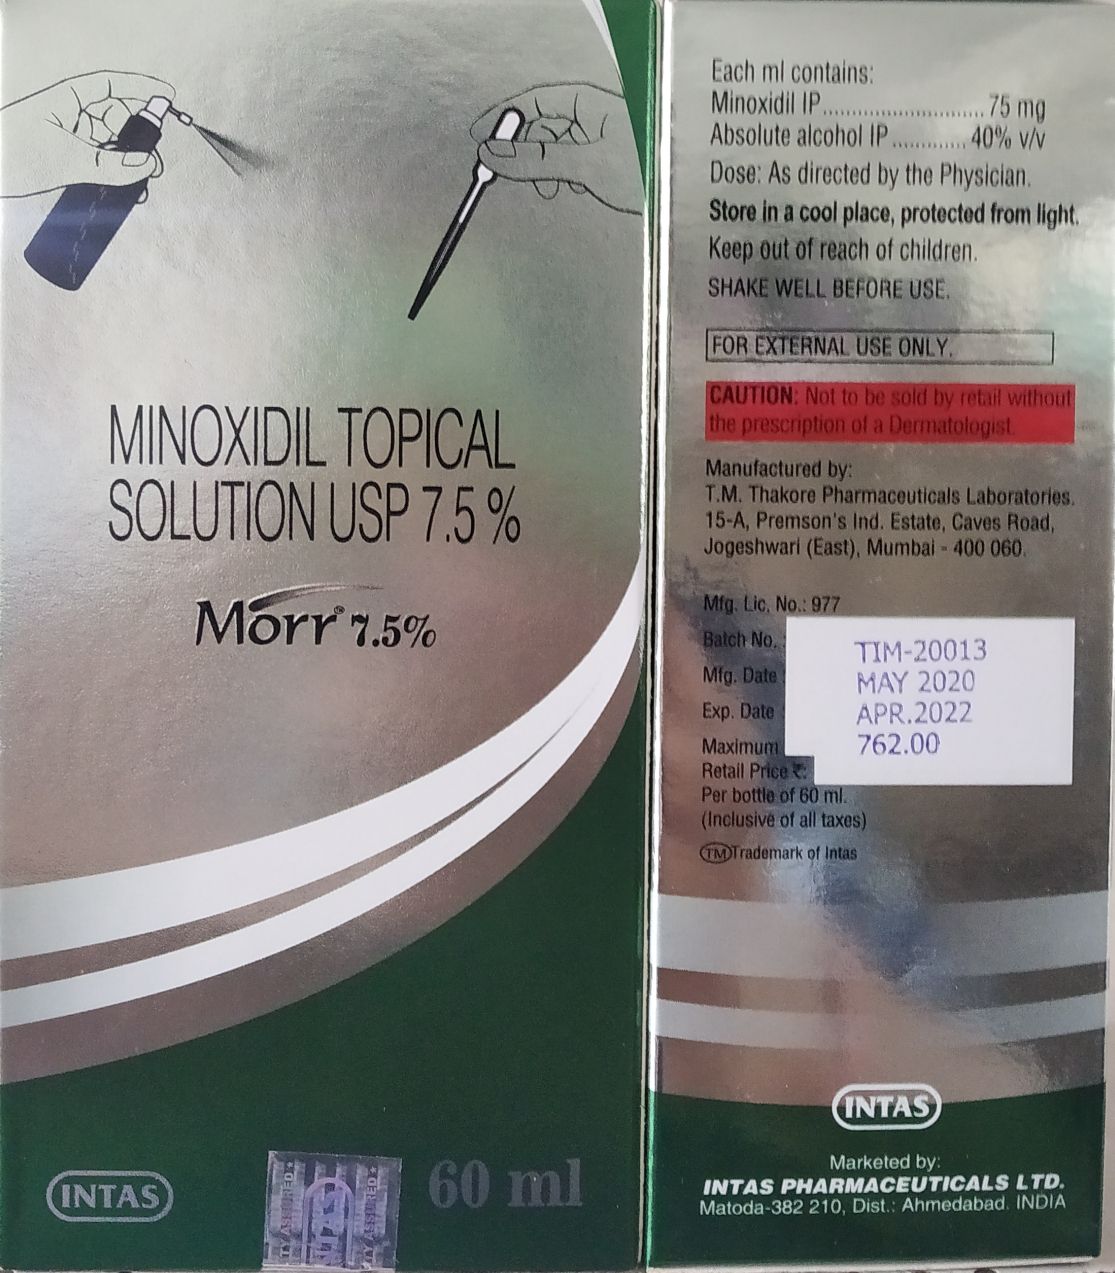 MINOXIDIL TOPICAL
SOLUTION USP 7.5 %
Morr 7.5%
INTAS
60 ml
Each ml contains:
Minoxidil IP............................75 mg
Absolute alcohol IP.............40% v/v
Dose: As directed by the Physician.
Store in a cool place, protected from light.
Keep out of reach of children.
SHAKE WELL BEFORE USE.
FOR EXTERNAL USE ONLY.
CAUTION: Not to be sold by retail without
the prescription of a Dermatologist.
Manufactured by:
T.M. Thakore Pharmaceuticals Laboratories.
15-A, Premson's Ind. Estate, Caves Road,
Jogeshwari (East), Mumbai - 400 060.
Mfg. Lic. No.: 977
Batch No. : TIM-20013
Mfg. Date : MAY 2020
Exp. Date : APR.2022
Maximum 762.00
Retail Price ₹:
Per bottle of 60 ml.
(Inclusive of all taxes)
TM Trademark of Intas
INTAS
Marketed by:
INTAS PHARMACEUTICALS LTD.
Matoda-382 210, Dist.: Ahmedabad. INDIA